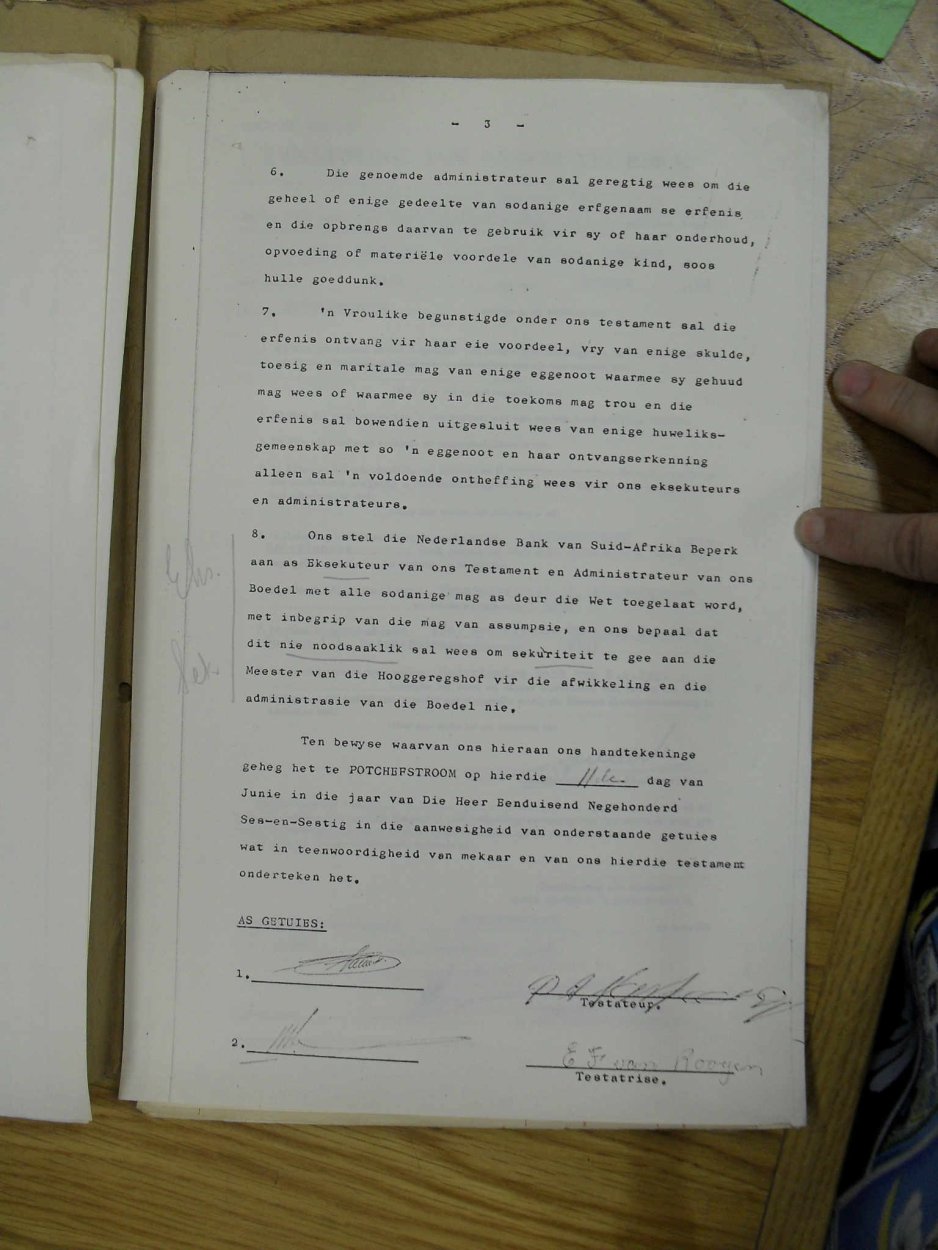 - 3 -
6. Die genoemde administrateur sal geregtig wees om die
geheel of enige gedeelte van sodanige erfgenaam se erfenis
en die opbrengs daarvan te gebruik vir sy of haar onderhoud,
opvoeding of materiële voordele van sodanige kind, soos
hulle goeddunk.
7. 'n Vroulike begunstigde onder ons testament sal die
erfenis ontvang vir haar eie voordeel, vry van enige skulde,
toesig en maritale mag van enige eggenoot waarmee sy gehuud
mag wees of waarmee sy in die toekoms mag trou en die
erfenis sal bowendien uitgesluit wees van enige huweliks-
gemeenskap met so 'n eggenoot en haar ontvangserkenning
alleen sal 'n voldoende ontheffing wees vir ons eksekuteurs
en administrateurs.
8. Ons stel die Nederlandse Bank van Suid-Afrika Beperk
aan as Eksekuteur van ons Testament en Administrateur van ons
Boedel met alle sodanige mag as deur die Wet toegelaat word,
met inbegrip van die mag van assumpsie, en ons bepaal dat
dit nie noodsaaklik sal wees om sekuriteit te gee aan die
Meester van die Hooggeregshof vir die afwikkeling en die
administrasie van die Boedel nie.
Ten bewyse waarvan ons hieraan ons handtekeninge
geheg het te POTCHEFSTROOM op hierdie 11de dag van
Junie in die jaar van Die Heer Eenduisend Negehonderd
Ses-en-Sestig in die aanwesigheid van onderstaande getuies
wat in teenwoordigheid van mekaar en van ons hierdie testament
onderteken het.
AS GETUIES:
1.
Testateur.
2.
E F van Rooyen
Testatrise.